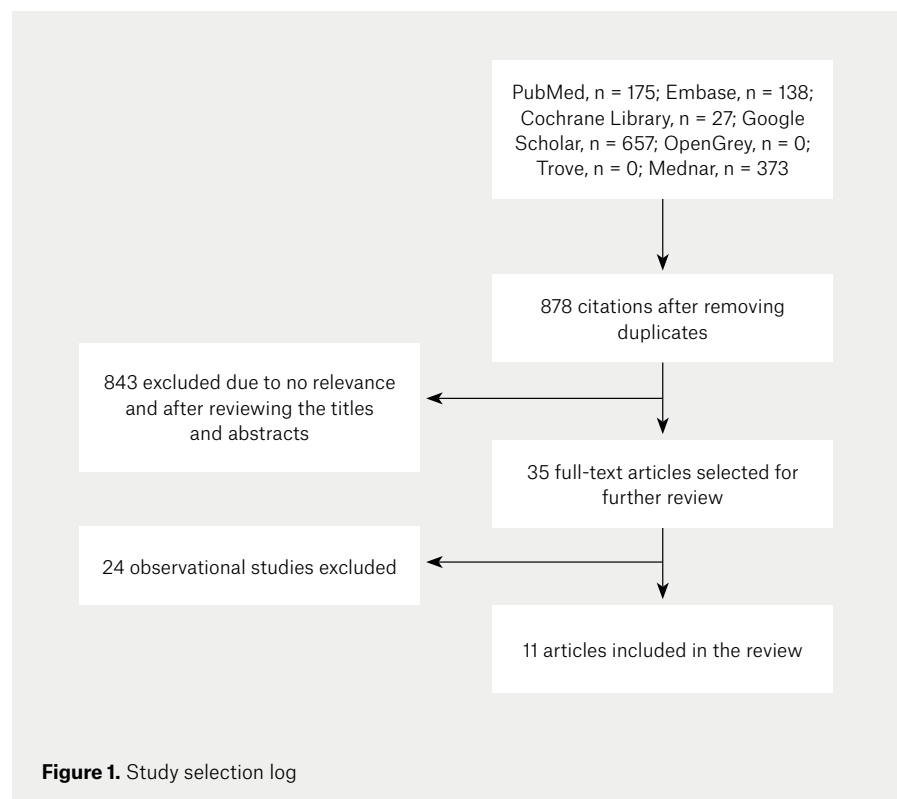 PubMed, n = 175; Embase, n = 138;
Cochrane Library, n = 27; Google
Scholar, n = 657; OpenGrey, n = 0;
Trove, n = 0; Mednar, n = 373
878 citations after removing
duplicates
843 excluded due to no relevance
and after reviewing the titles
and abstracts
35 full-text articles selected for
further review
24 observational studies excluded
11 articles included in the review
Figure 1. Study selection log